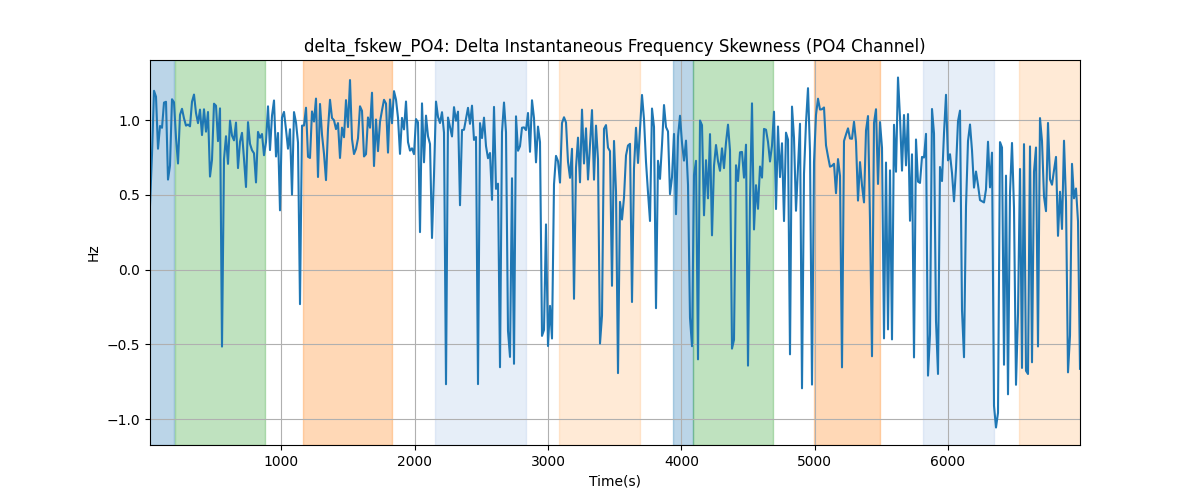 delta_fskew_PO4: Delta Instantaneous Frequency Skewness (PO4 Channel)
1.0
0.5
0.0
−0.5
−1.0
Hz
1000 2000 3000 4000 5000 6000
Time(s)